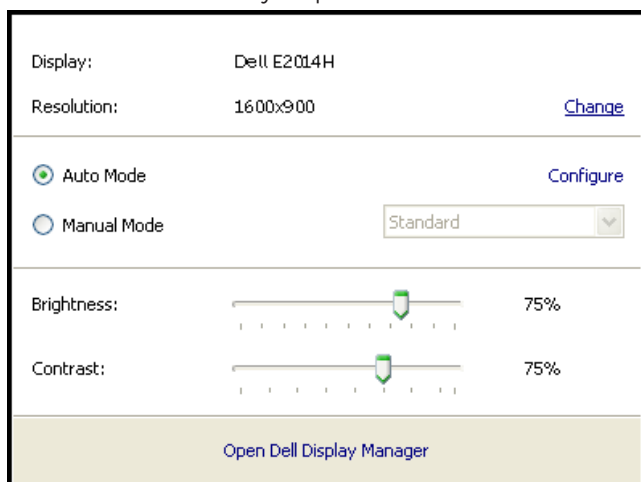 Display: Dell E2014H
Resolution: 1600x900 Change
Auto Mode Configure
Manual Mode Standard
Brightness: 75%
Contrast: 75%
Open Dell Display Manager